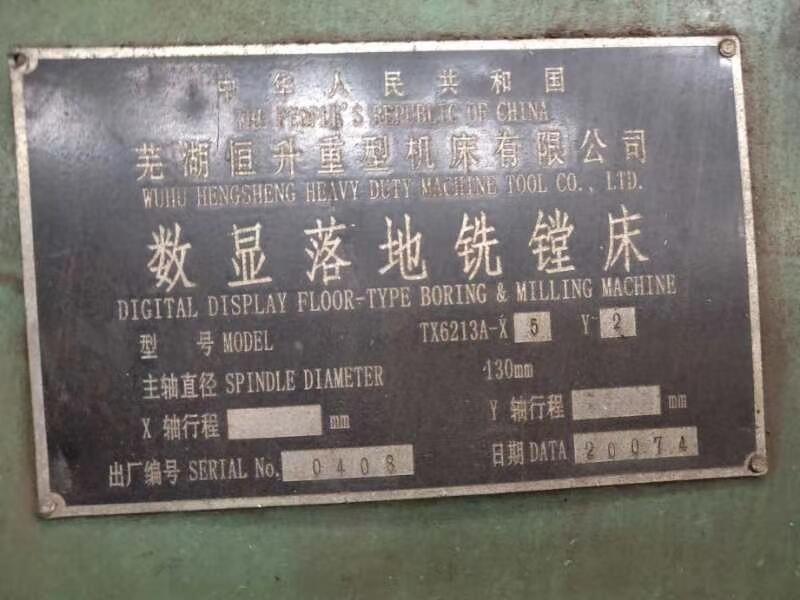 中华人民共和国
THE PEOPLE'S REPUBLIC OF CHINA
芜湖恒升重型机床有限公司
WUHU HENGSHENG HEAVY DUTY MACHINE TOOL CO., LTD.
数显落地铣镗床
DIGITAL DISPLAY FLOOR-TYPE BORING & MILLING MACHINE
型 号 MODEL TX6213A-X 5 Y 2
主轴直径 SPINDLE DIAMETER 130mm
X 轴行程 mm Y 轴行程 mm
出厂编号 SERIAL No. 0408 日期 DATA 20074